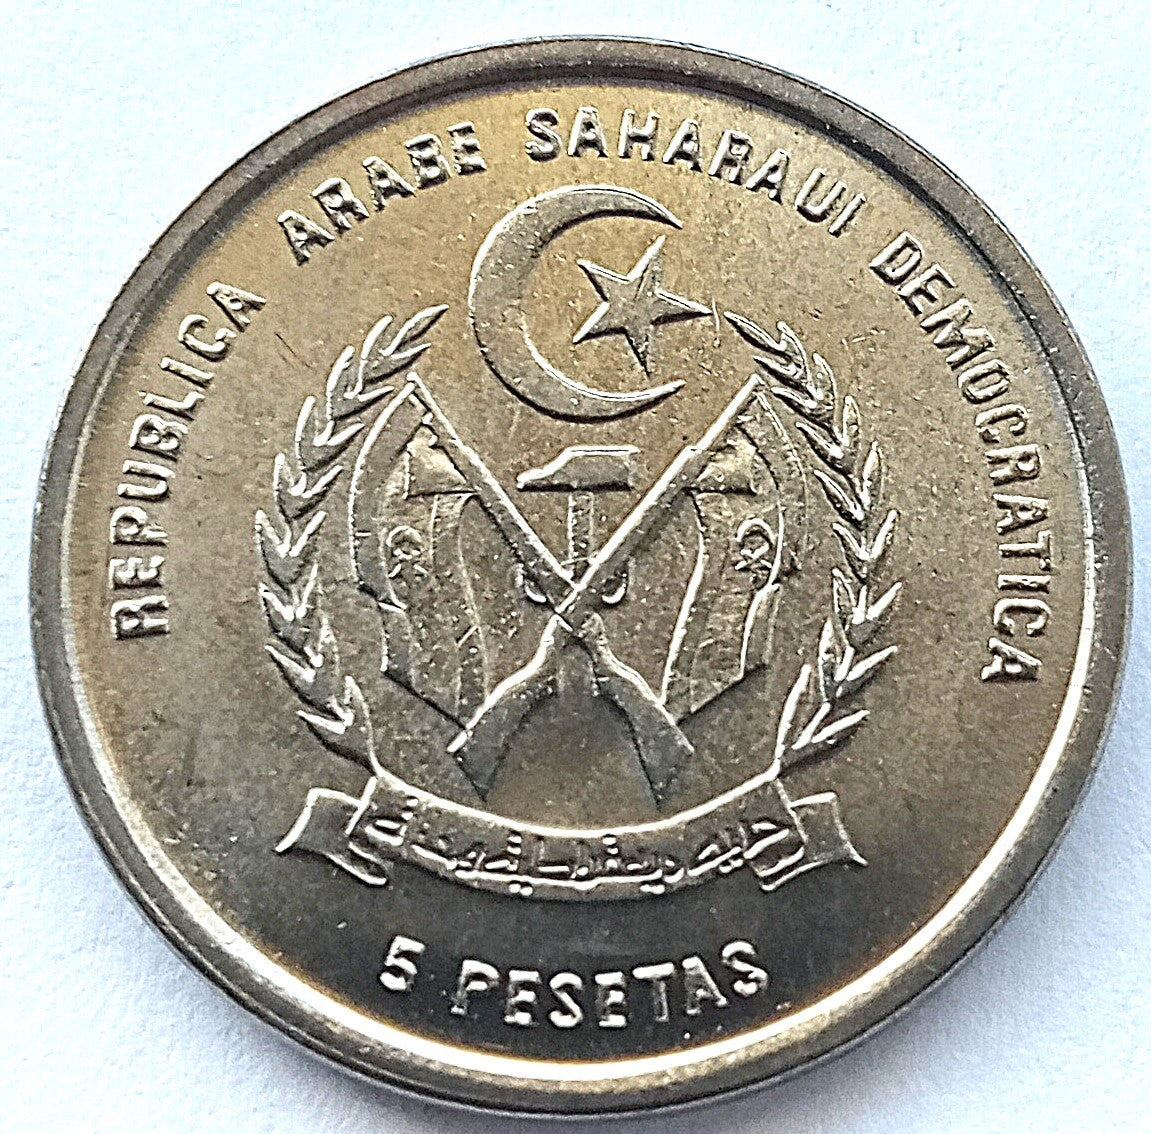 REPUBLICA ARABE SAHARAUI DEMOCRATICA
5 PESETAS